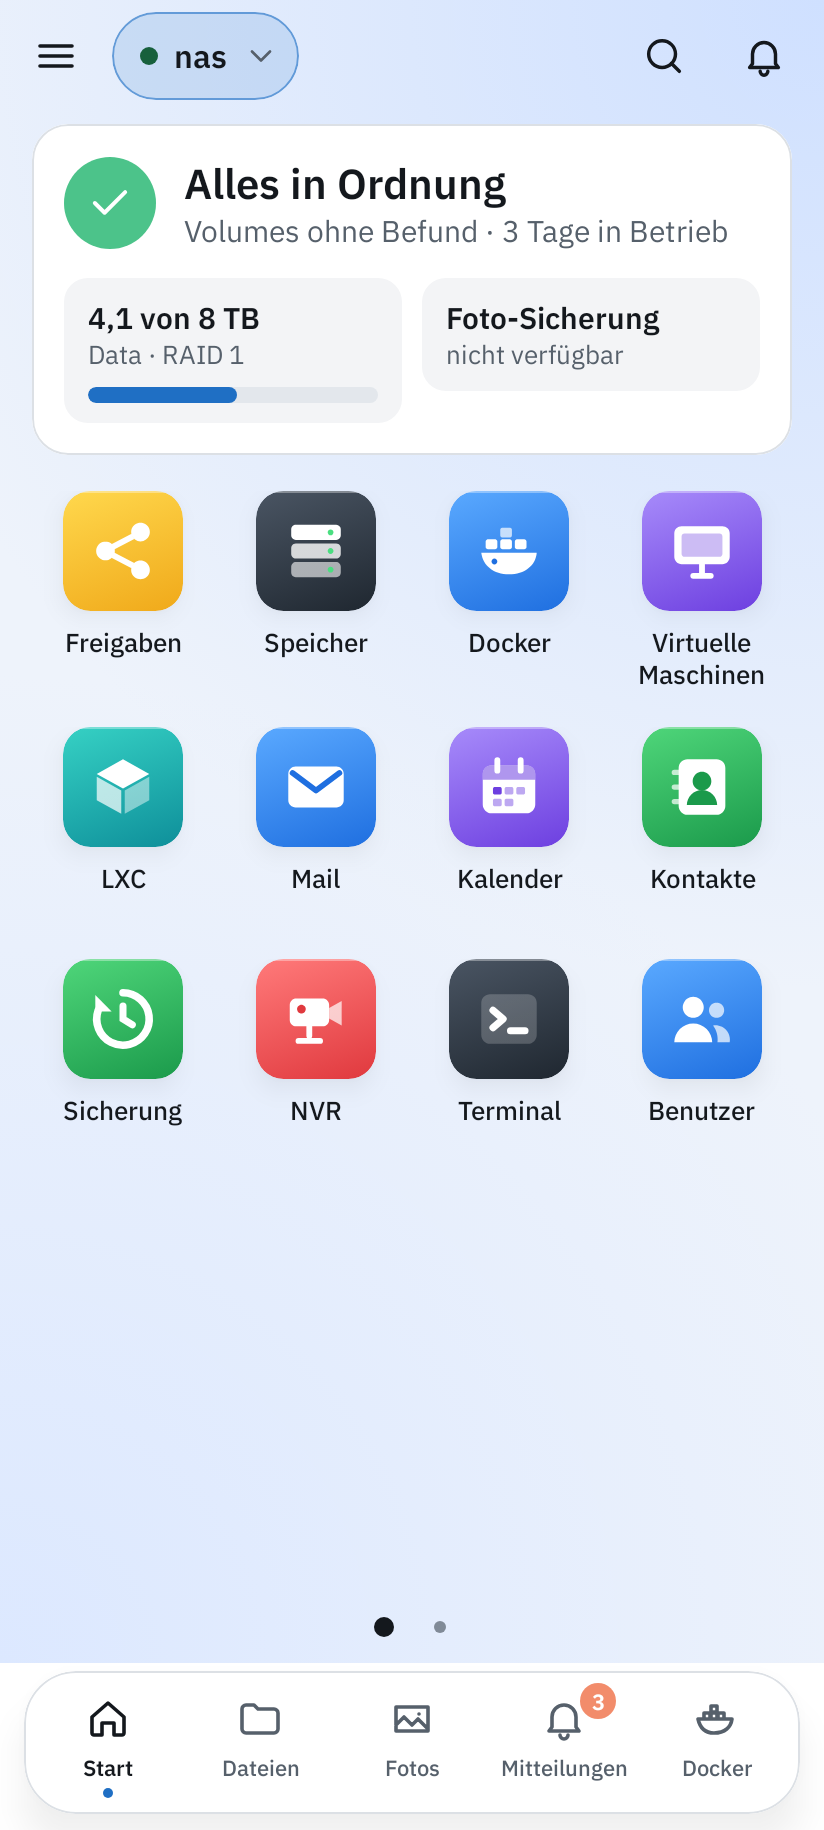 nas
Alles in Ordnung
Volumes ohne Befund · 3 Tage in Betrieb
4,1 von 8 TB
Data · RAID 1
Foto-Sicherung
nicht verfügbar
Freigaben
Speicher
Docker
Virtuelle
Maschinen
LXC
Mail
Kalender
Kontakte
Sicherung
NVR
Terminal
Benutzer
3
Start
Dateien
Fotos
Mitteilungen
Docker